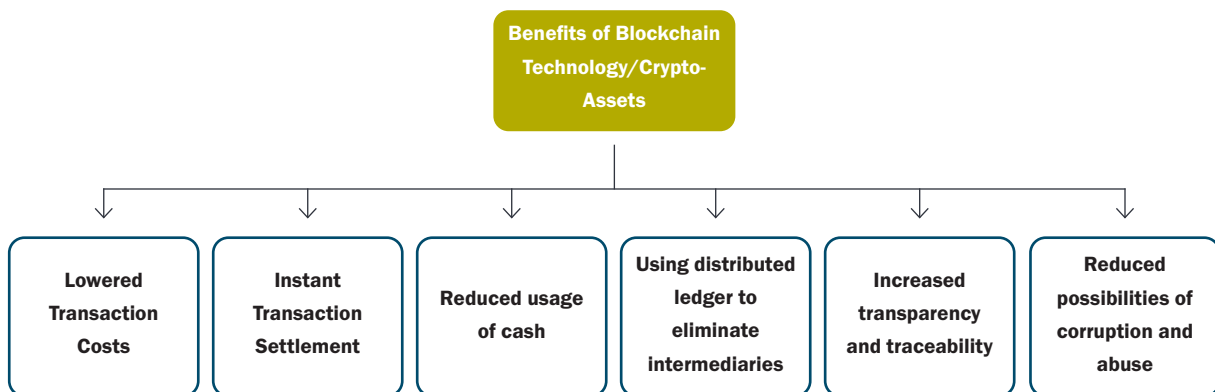 Benefits of Blockchain
Technology/Crypto-
Assets
Lowered
Transaction
Costs
Instant
Transaction
Settlement
Reduced usage
of cash
Using distributed
ledger to
eliminate
intermediaries
Increased
transparency
and traceability
Reduced
possibilities of
corruption and
abuse